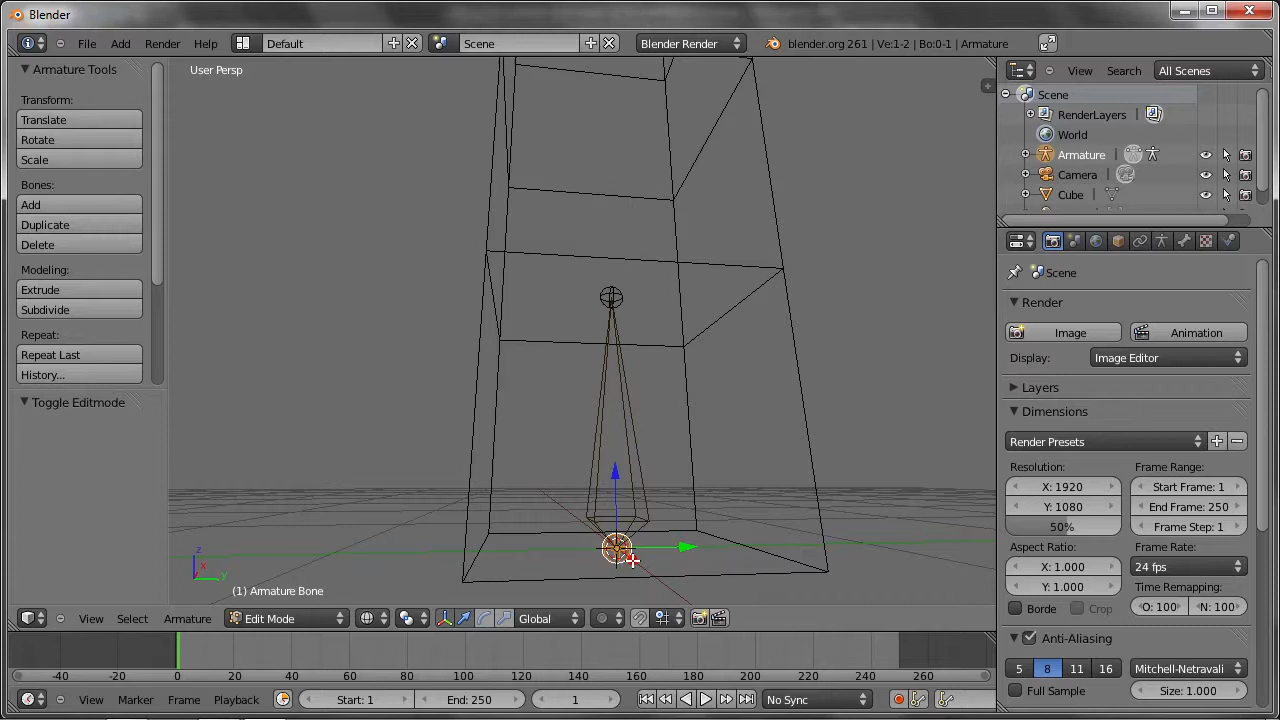 Blender
File Add Render Help Default Scene Blender Render blender.org 261 | Ve:1-2 | Bo:0-1 | Armature
Armature Tools
Transform:
Translate
Rotate
Scale
Bones:
Add
Duplicate
Delete
Modeling:
Extrude
Subdivide
Repeat:
Repeat Last
History...
Toggle Editmode
User Persp
z
x
y
(1) Armature Bone
View Select Armature Edit Mode Global
-40 -20 0 20 40 60 80 100 120 140 160 180 200 220 240 260
View Marker Frame Playback Start: 1 End: 250 1 No Sync
View Search All Scenes
Scene
RenderLayers
World
Armature
Camera
Cube
Scene
Render
Image Animation
Display: Image Editor
Layers
Dimensions
Render Presets
Resolution: Frame Range:
X: 1920 Start Frame: 1
Y: 1080 End Frame: 250
50% Frame Step: 1
Aspect Ratio: Frame Rate:
X: 1.000 24 fps
Y: 1.000 Time Remapping:
Borde Crop O: 100 N: 100
Anti-Aliasing
5 8 11 16 Mitchell-Netravali
Full Sample Size: 1.000